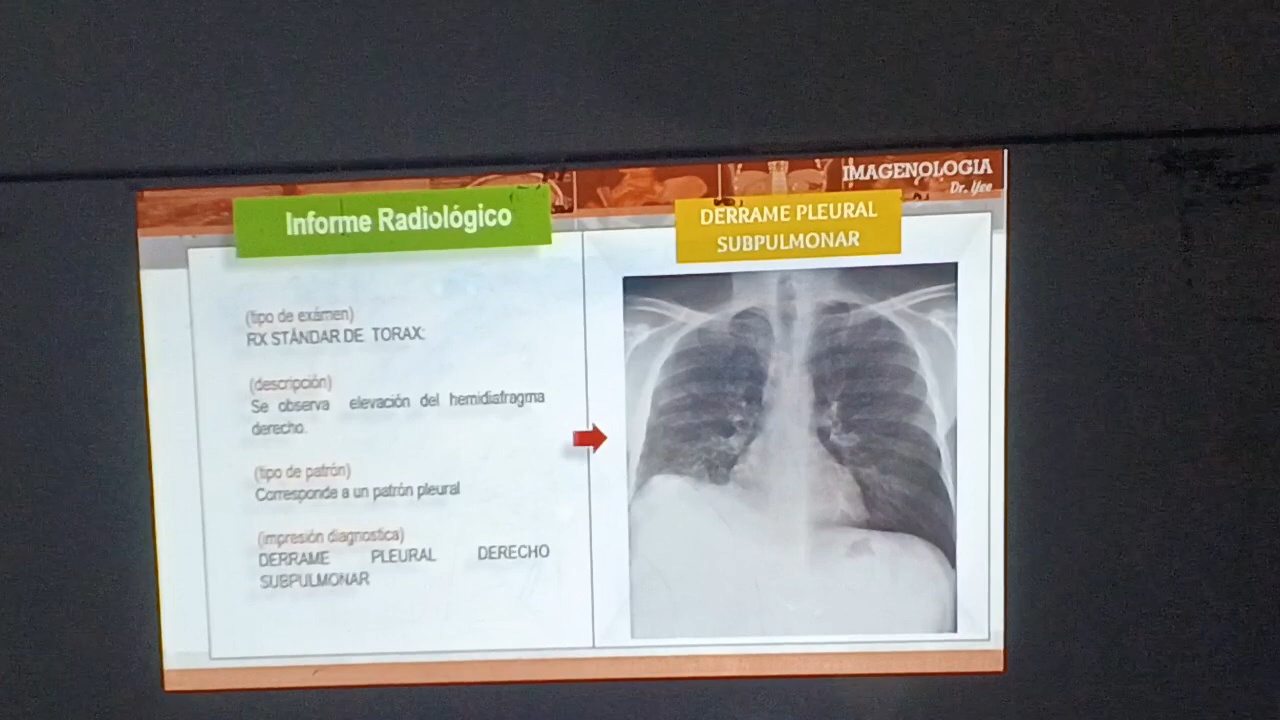 IMAGENOLOGIA
Dr. Yee
Informe Radiológico
(tipo de exámen)
RX STÁNDAR DE TORAX:
(descripción)
Se observa elevación del hemidiafragma
derecho.
(tipo de patrón)
Corresponde a un patrón pleural
(impresión diagnostica)
DERRAME PLEURAL DERECHO
SUBPULMONAR
DERRAME PLEURAL
SUBPULMONAR